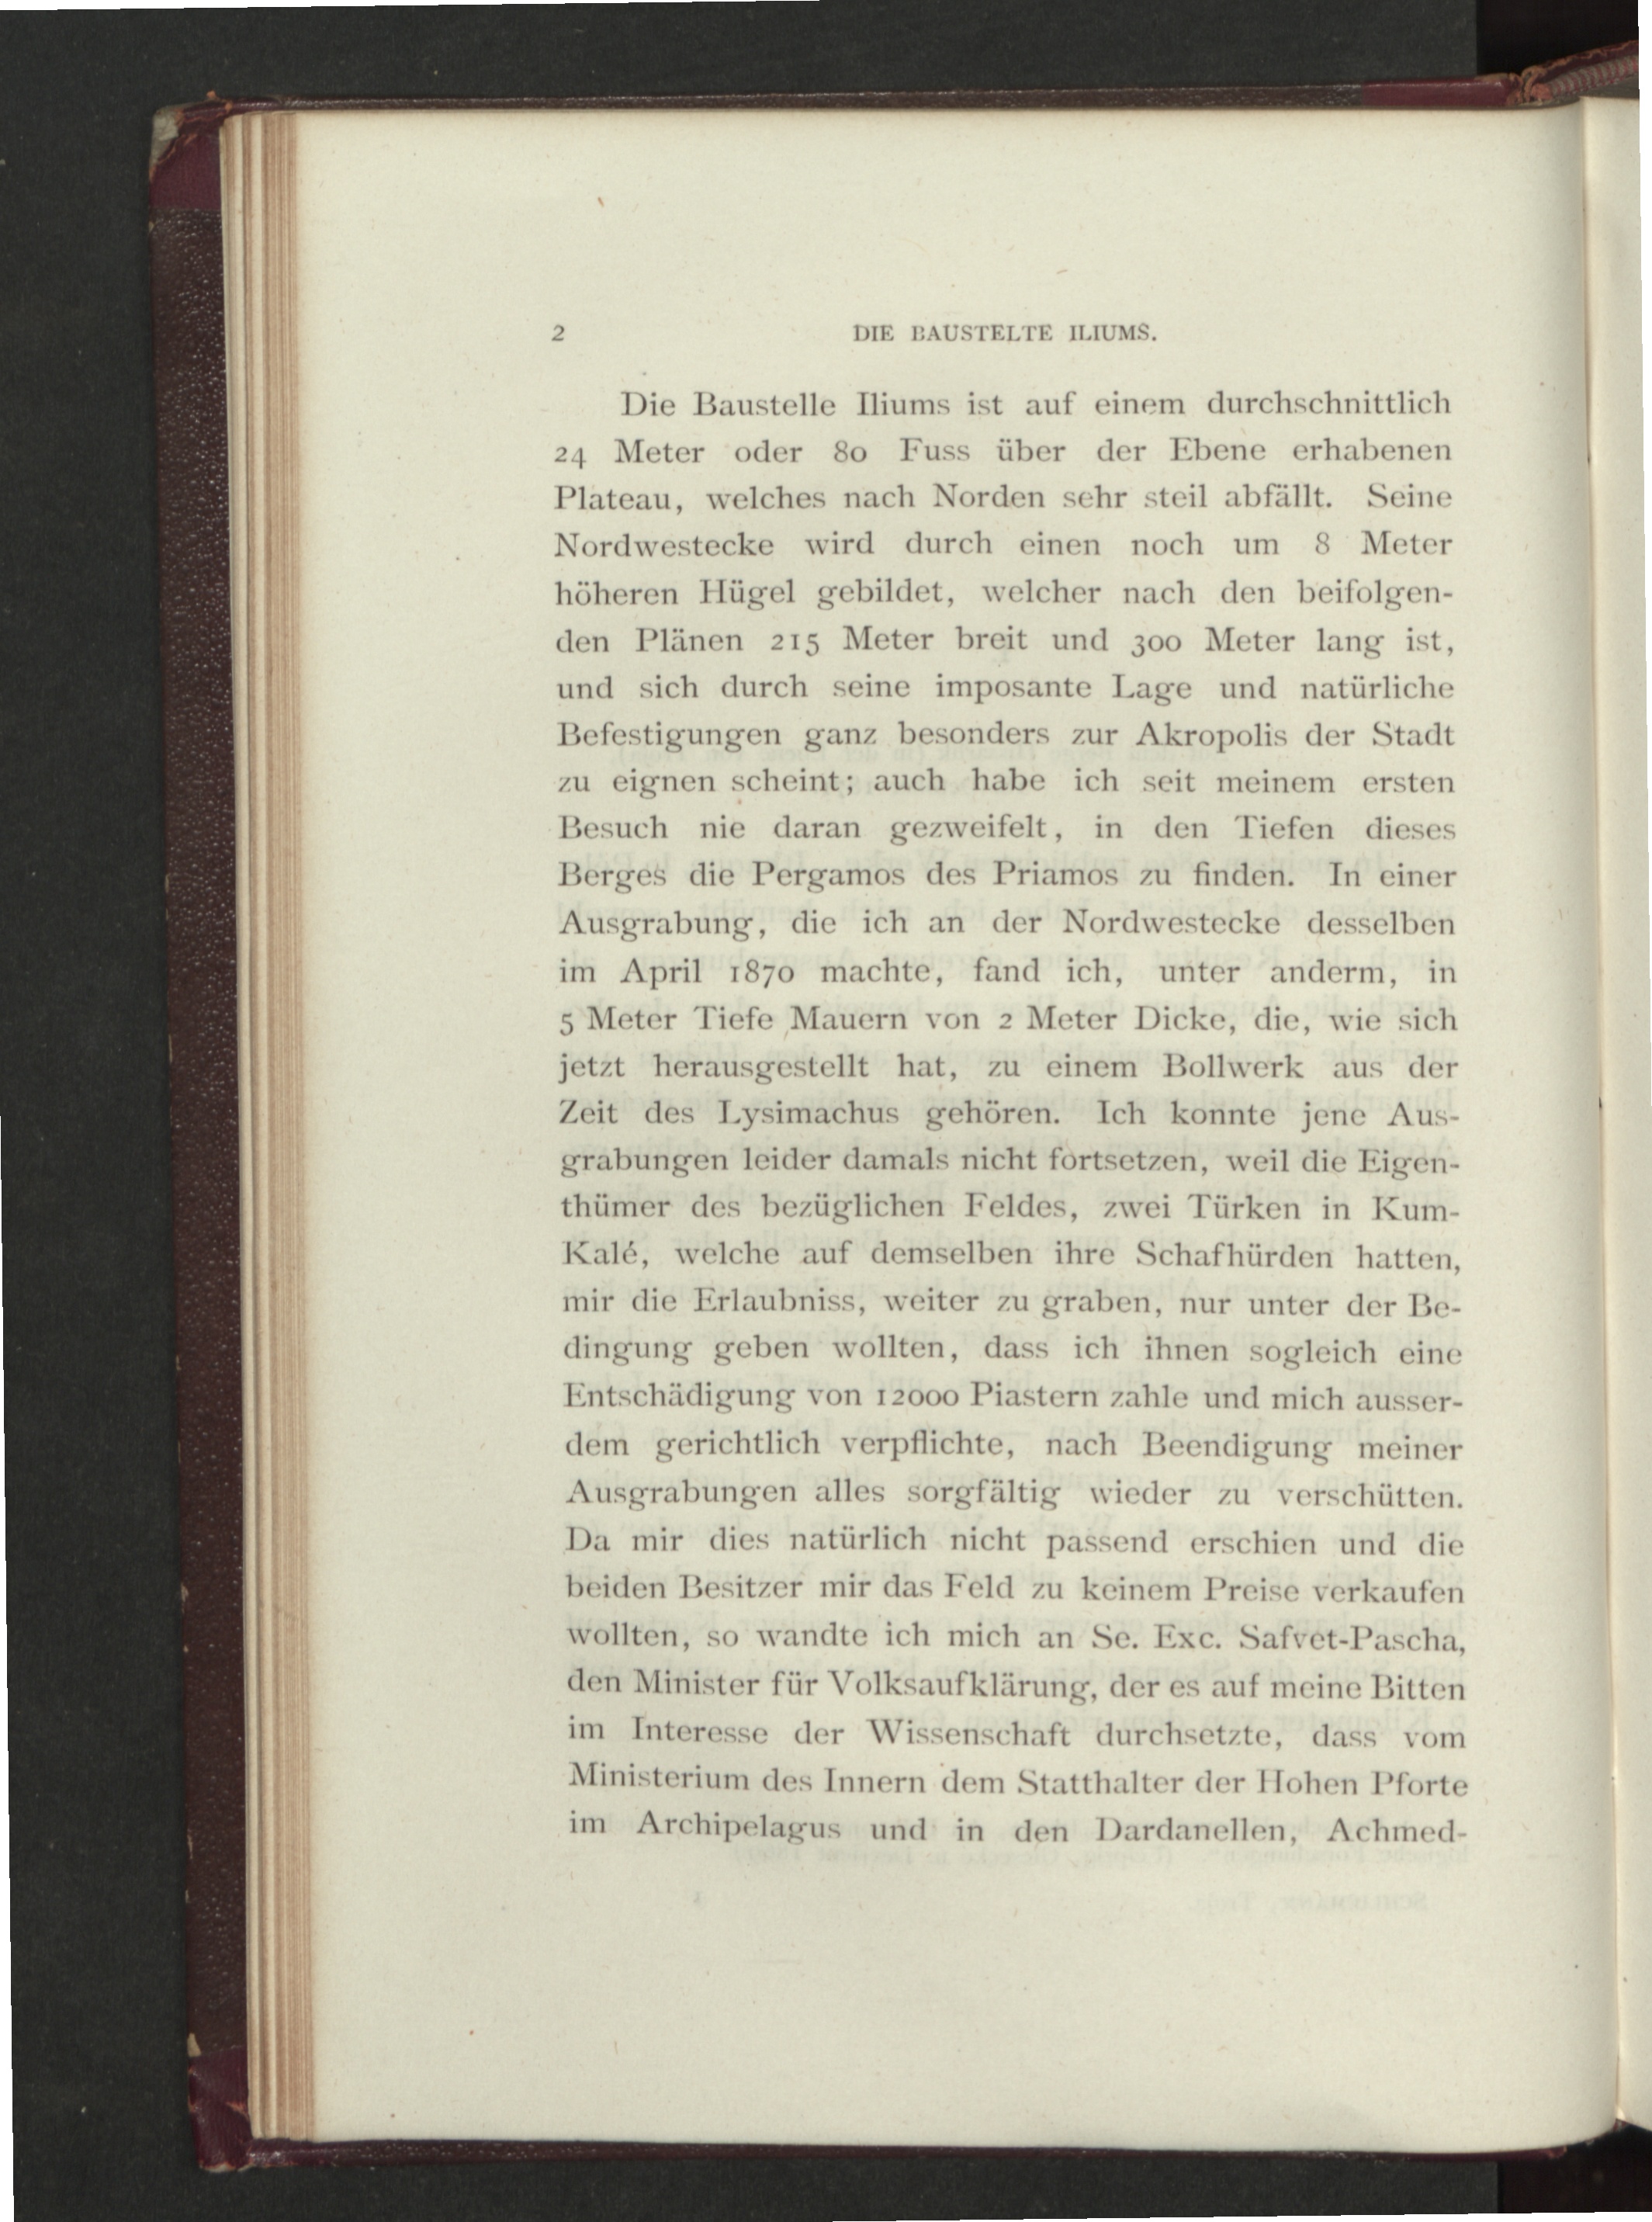 2 DIE BAUSTELTE ILIUMS.
Die Baustelle Iliums ist auf einem durchschnittlich
24 Meter oder 80 Fuss über der Ebene erhabenen
Plateau, welches nach Norden sehr steil abfällt. Seine
Nordwestecke wird durch einen noch um 8 Meter
höheren Hügel gebildet, welcher nach den beifolgen-
den Plänen 215 Meter breit und 300 Meter lang ist,
und sich durch seine imposante Lage und natürliche
Befestigungen ganz besonders zur Akropolis der Stadt
zu eignen scheint; auch habe ich seit meinem ersten
Besuch nie daran gezweifelt, in den Tiefen dieses
Berges die Pergamos des Priamos zu finden. In einer
Ausgrabung, die ich an der Nordwestecke desselben
im April 1870 machte, fand ich, unter anderm, in
5 Meter Tiefe Mauern von 2 Meter Dicke, die, wie sich
jetzt herausgestellt hat, zu einem Bollwerk aus der
Zeit des Lysimachus gehören. Ich konnte jene Aus-
grabungen leider damals nicht fortsetzen, weil die Eigen-
thümer des bezüglichen Feldes, zwei Türken in Kum-
Kalé, welche auf demselben ihre Schafhürden hatten,
mir die Erlaubniss, weiter zu graben, nur unter der Be-
dingung geben wollten, dass ich ihnen sogleich eine
Entschädigung von 12000 Piastern zahle und mich ausser-
dem gerichtlich verpflichte, nach Beendigung meiner
Ausgrabungen alles sorgfältig wieder zu verschütten.
Da mir dies natürlich nicht passend erschien und die
beiden Besitzer mir das Feld zu keinem Preise verkaufen
wollten, so wandte ich mich an Se. Exc. Safvet-Pascha,
den Minister für Volksaufklärung, der es auf meine Bitten
im Interesse der Wissenschaft durchsetzte, dass vom
Ministerium des Innern dem Statthalter der Hohen Pforte
im Archipelagus und in den Dardanellen, Achmed-